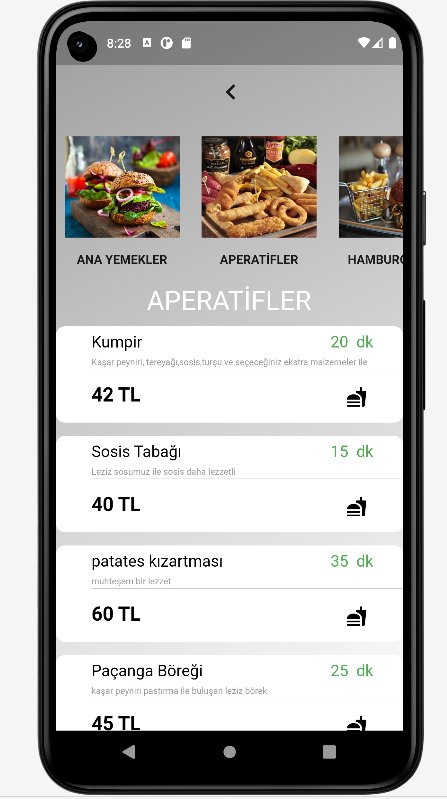 8:28
ANA YEMEKLER
APERATİFLER
HAMBURG
APERATİFLER
Kumpir
20 dk
Kaşar peyniri, tereyağı,sosis,turşu ve seçeceğiniz ekstra malzemeler ile
42 TL
Sosis Tabağı
15 dk
Leziz sosumuz ile sosis daha lezzetli
40 TL
patates kızartması
35 dk
muhteşem bir lezzet
60 TL
Paçanga Böreği
25 dk
kaşar peyniri pastırma ile buluşan leziz börek
45 TL